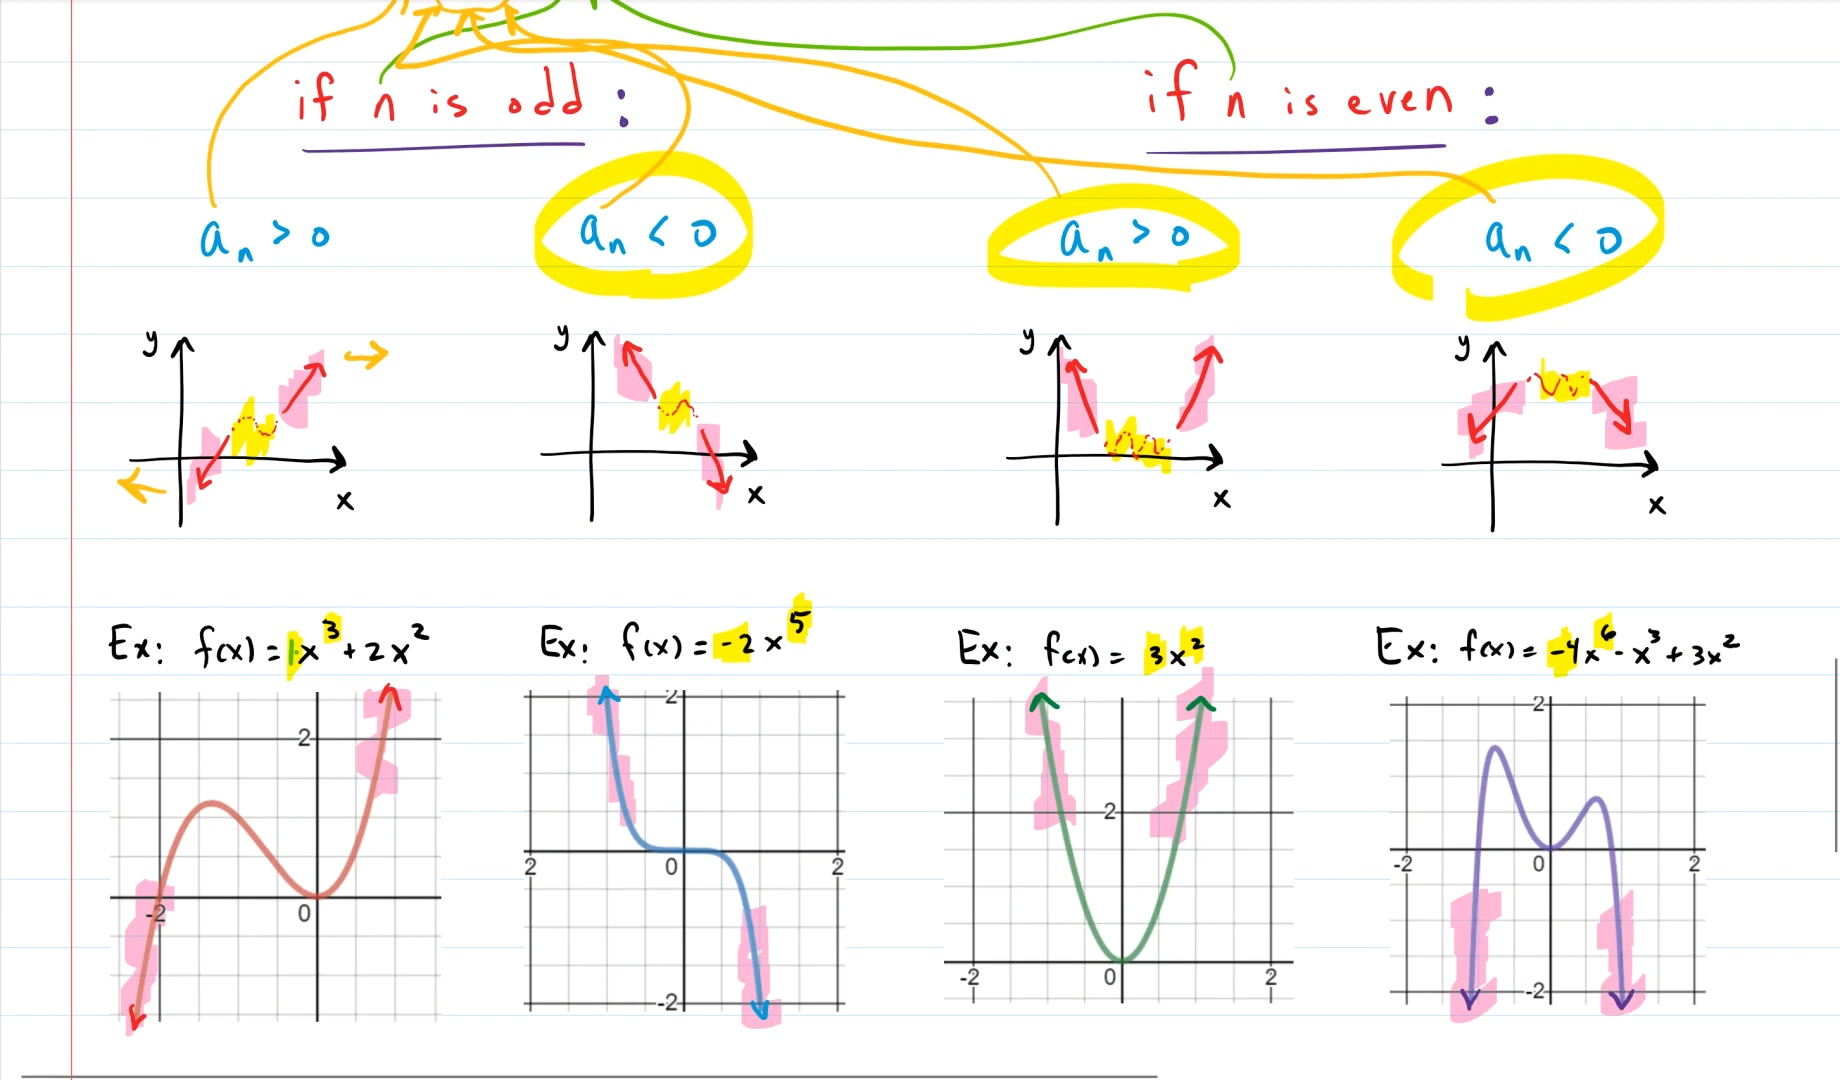 if n is odd :
if n is even :
aₙ > 0
aₙ < 0
aₙ > 0
aₙ < 0
y
x
y
x
y
x
y
x
Ex: f(x) = 1x³ + 2x²
Ex: f(x) = -2x⁵
Ex: f(x) = 3x²
Ex: f(x) = -4x⁶ - x³ + 3x²
2
-2
0
2
2
0
2
-2
2
-2
0
2
2
-2
0
2
-2